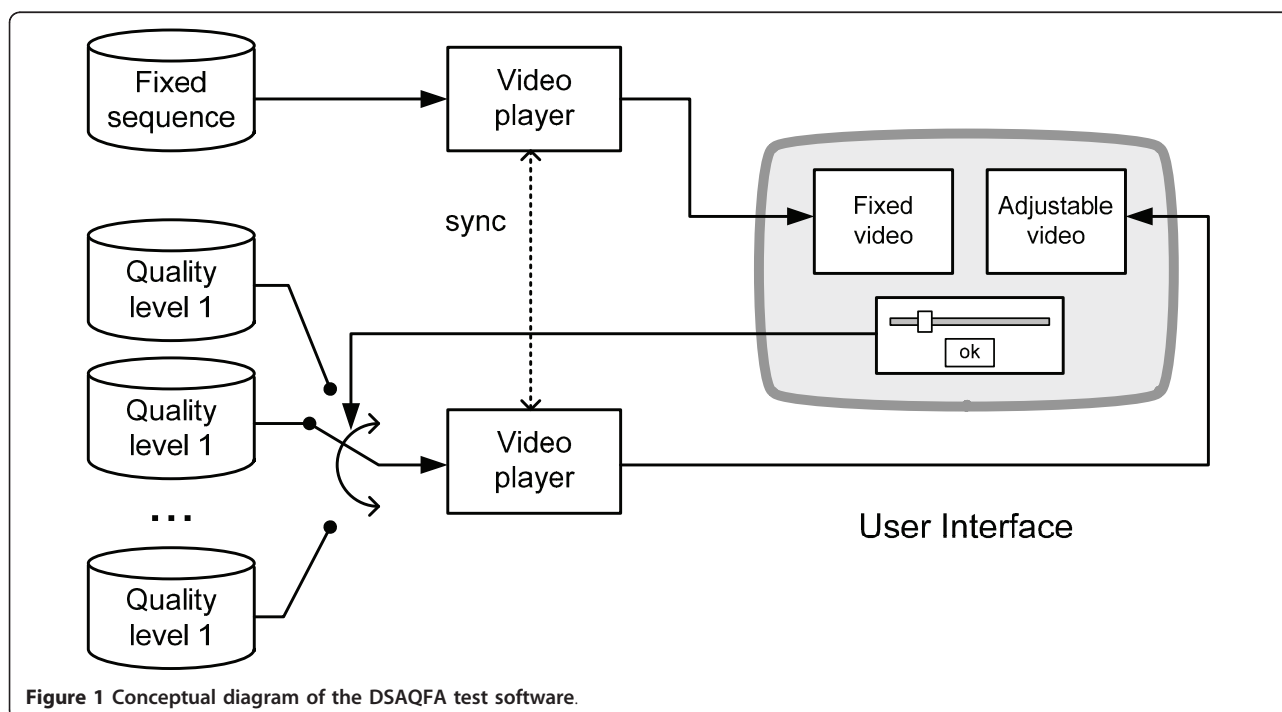 Fixed
sequence
Video
player
Fixed
video
Adjustable
video
sync
Quality
level 1
ok
Quality
level 1
Video
player
...
User Interface
Quality
level 1
Figure 1 Conceptual diagram of the DSAQFA test software.